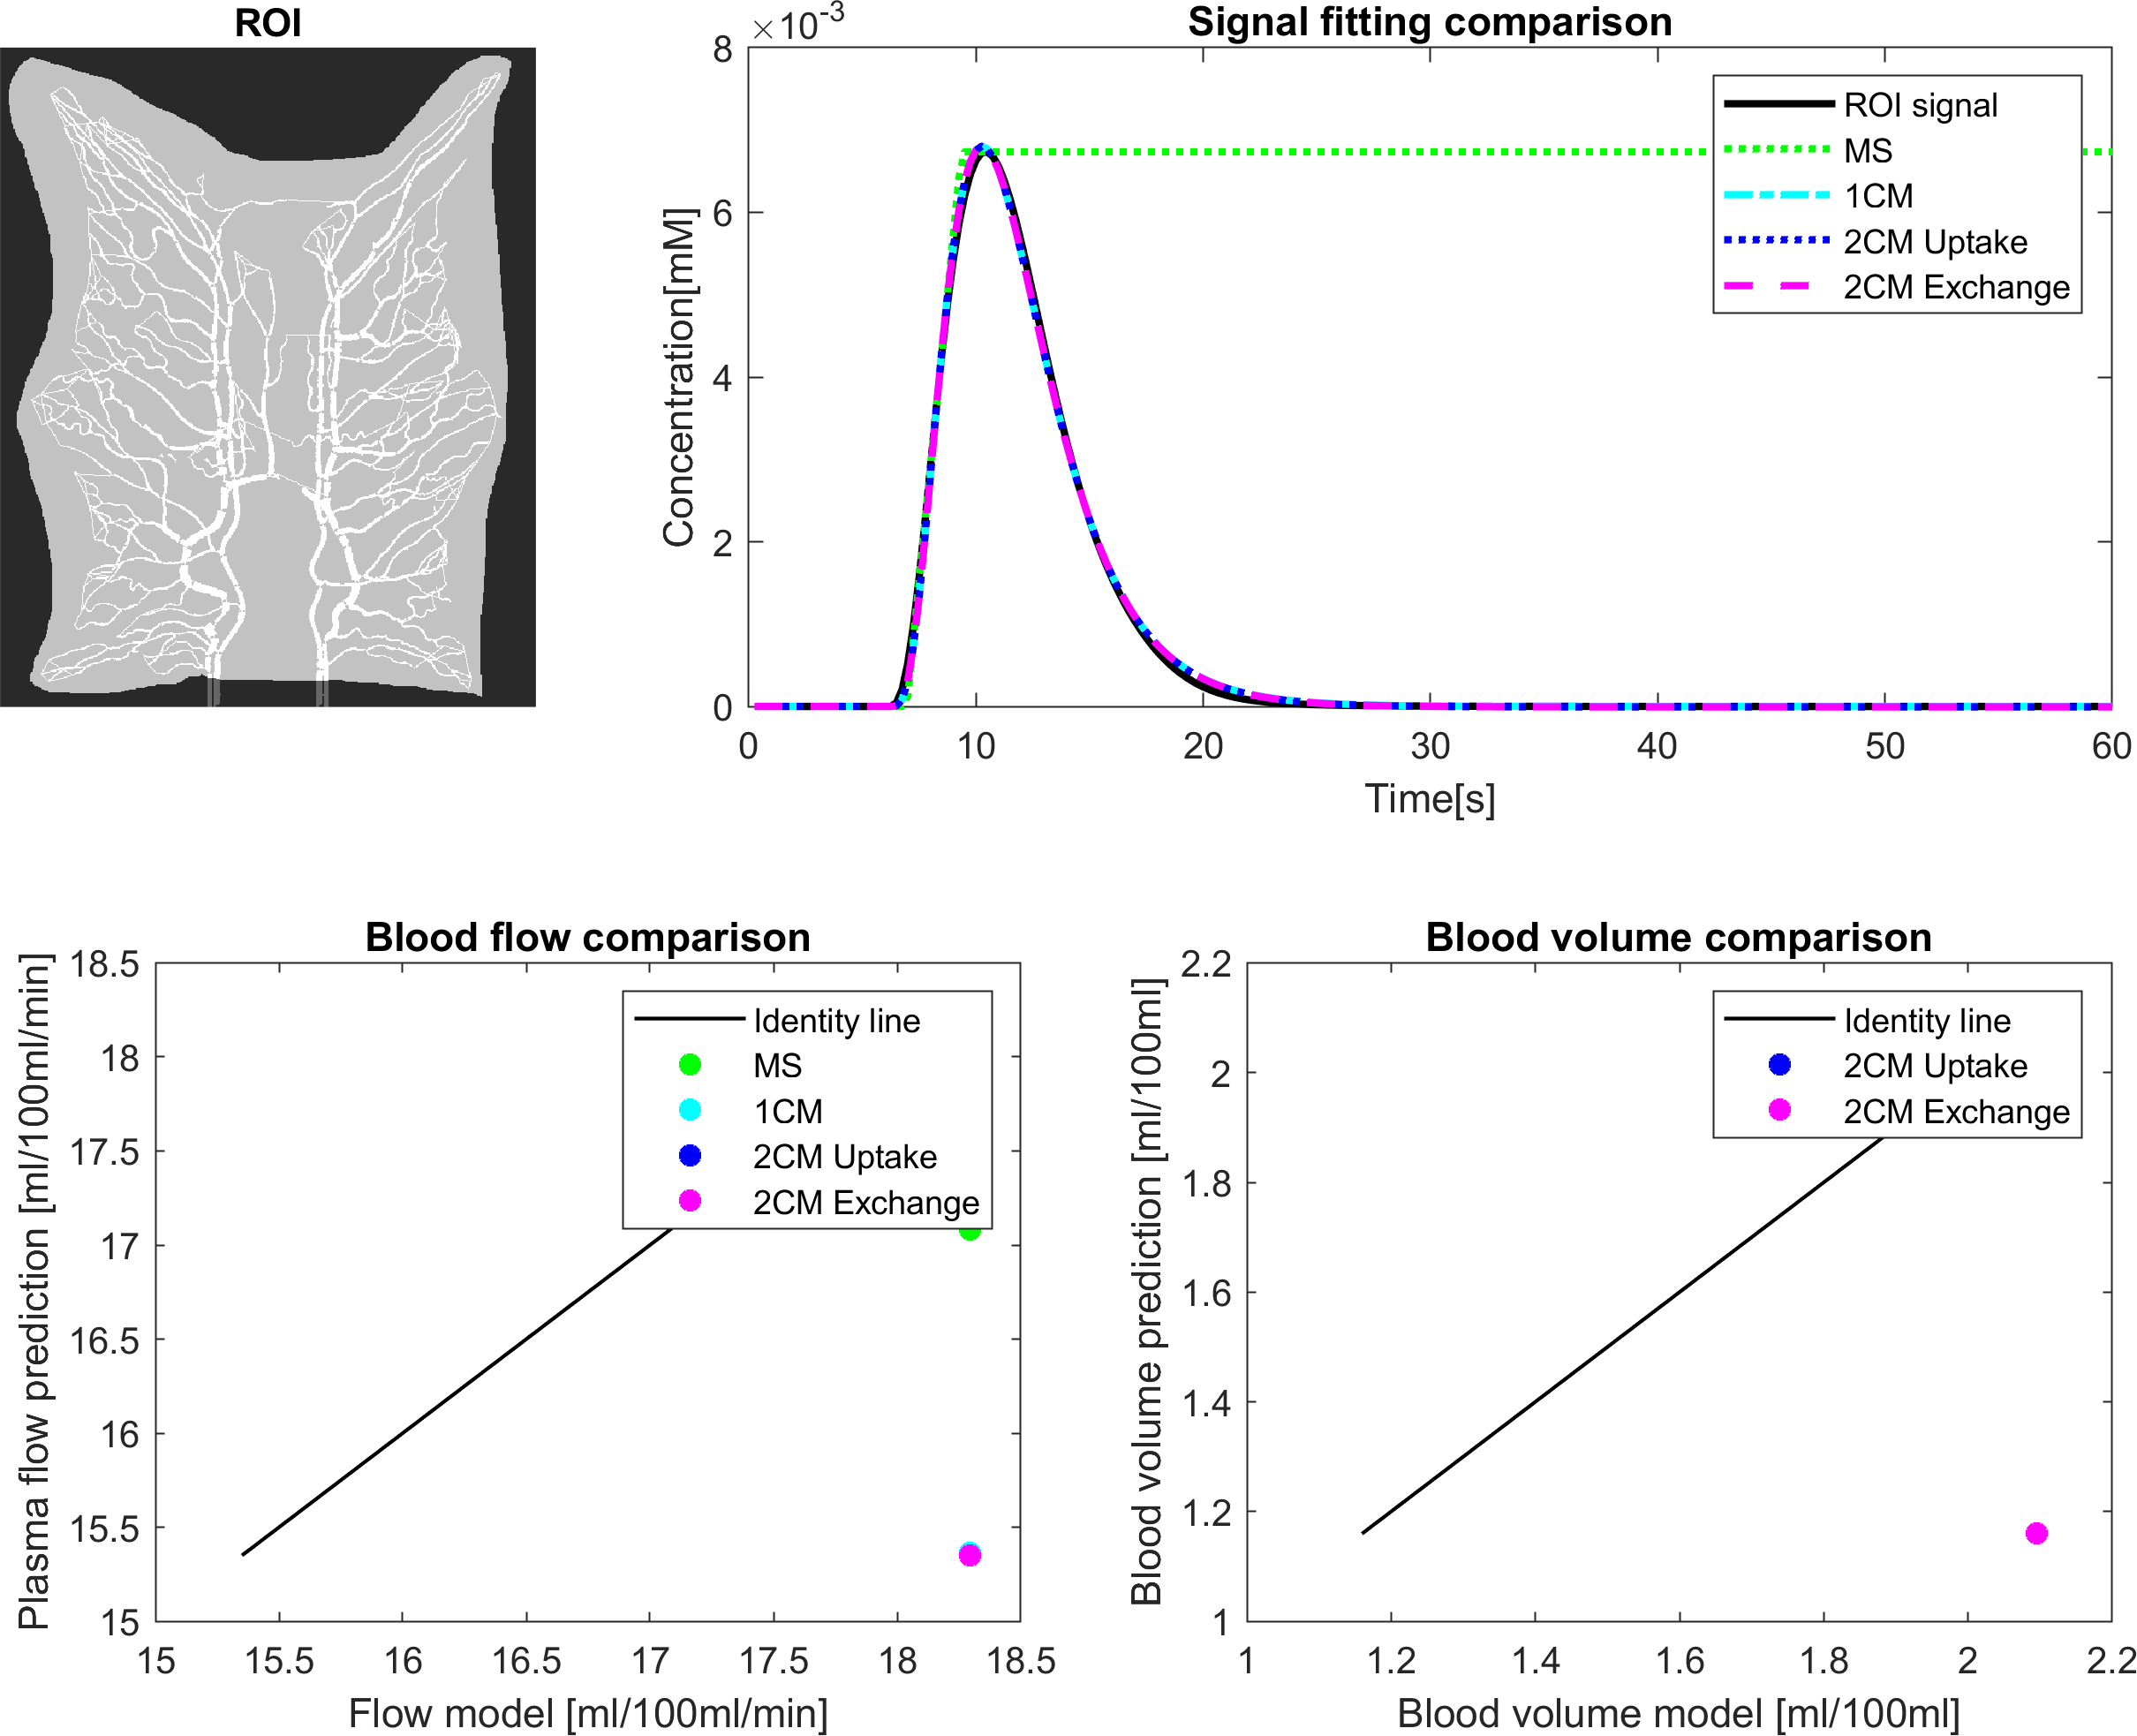 ROI
Signal fitting comparison
×10-3
8
6
4
2
0
Concentration[mM]
0 10 20 30 40 50 60
Time[s]
ROI signal
MS
1CM
2CM Uptake
2CM Exchange
Blood flow comparison
18.5
18
17.5
17
16.5
16
15.5
15
Plasma flow prediction [ml/100ml/min]
15 15.5 16 16.5 17 17.5 18 18.5
Flow model [ml/100ml/min]
Identity line
MS
1CM
2CM Uptake
2CM Exchange
Blood volume comparison
2.2
2
1.8
1.6
1.4
1.2
1
Blood volume prediction [ml/100ml]
1 1.2 1.4 1.6 1.8 2 2.2
Blood volume model [ml/100ml]
Identity line
2CM Uptake
2CM Exchange